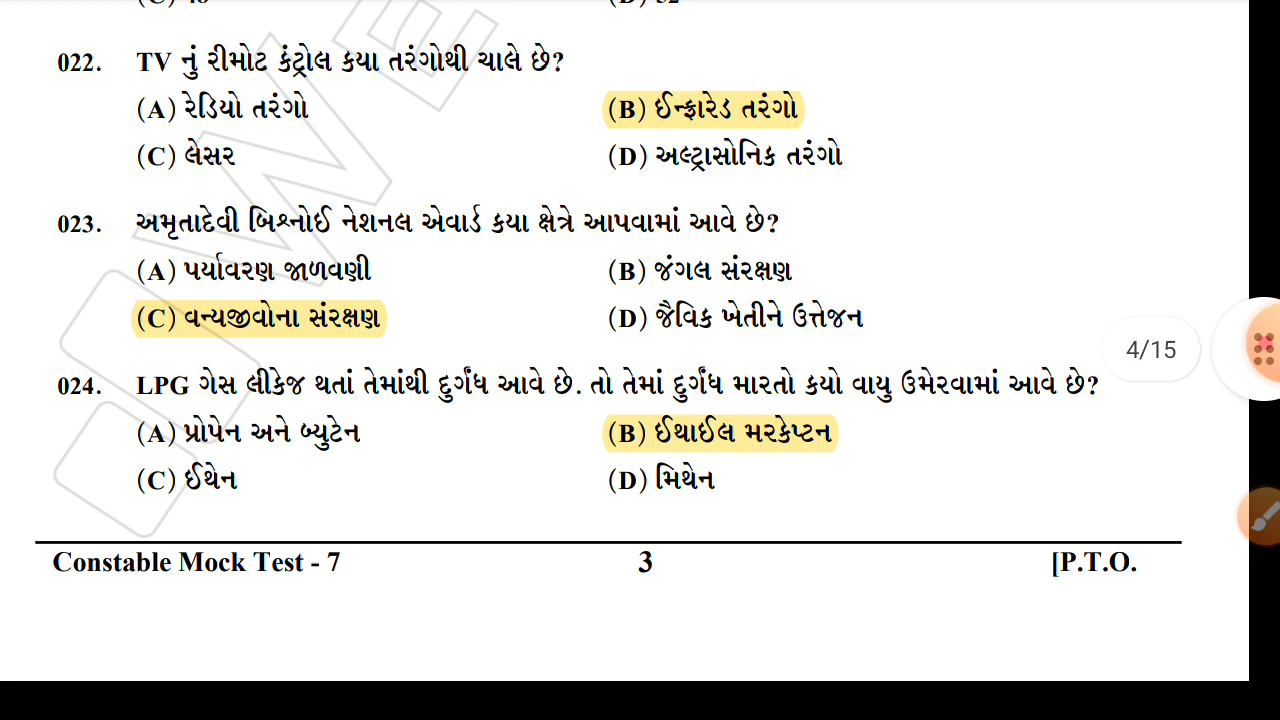 022. TV નું રીમોટ કંટ્રોલ કયા તરંગોથી ચાલે છે?
(A) રેડિયો તરંગો (B) ઈન્ફ્રારેડ તરંગો
(C) લેસર (D) અલ્ટ્રાસોનિક તરંગો
023. અમૃતાદેવી બિશ્નોઈ નેશનલ એવાર્ડ કયા ક્ષેત્રે આપવામાં આવે છે?
(A) પર્યાવરણ જાળવણી (B) જંગલ સંરક્ષણ
(C) વન્યજીવોના સંરક્ષણ (D) જૈવિક ખેતીને ઉત્તેજન
4/15
024. LPG ગેસ લીકેજ થતાં તેમાંથી દુર્ગંધ આવે છે. તો તેમાં દુર્ગંધ મારતો કયો વાયુ ઉમેરવામાં આવે છે?
(A) પ્રોપેન અને બ્યુટેન (B) ઈથાઈલ મરકેપ્ટન
(C) ઈથેન (D) મિથેન
Constable Mock Test - 7 3 [P.T.O.